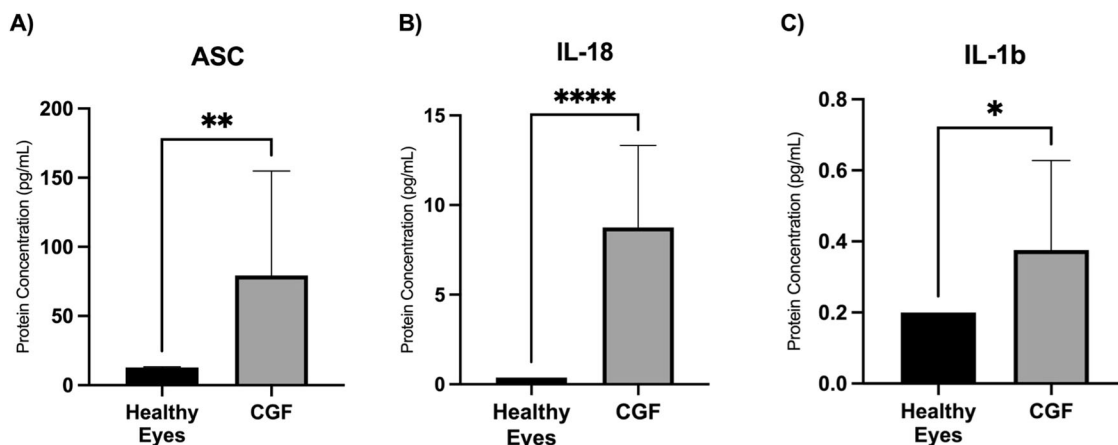 A)
ASC
Protein Concentration (pg/mL)
200
150
100
50
0
**
Healthy
Eyes
CGF
B)
IL-18
Protein Concentration (pg/mL)
15
10
5
0
****
Healthy
Eyes
CGF
C)
IL-1b
Protein Concentration (pg/mL)
0.8
0.6
0.4
0.2
0.0
*
Healthy
Eyes
CGF